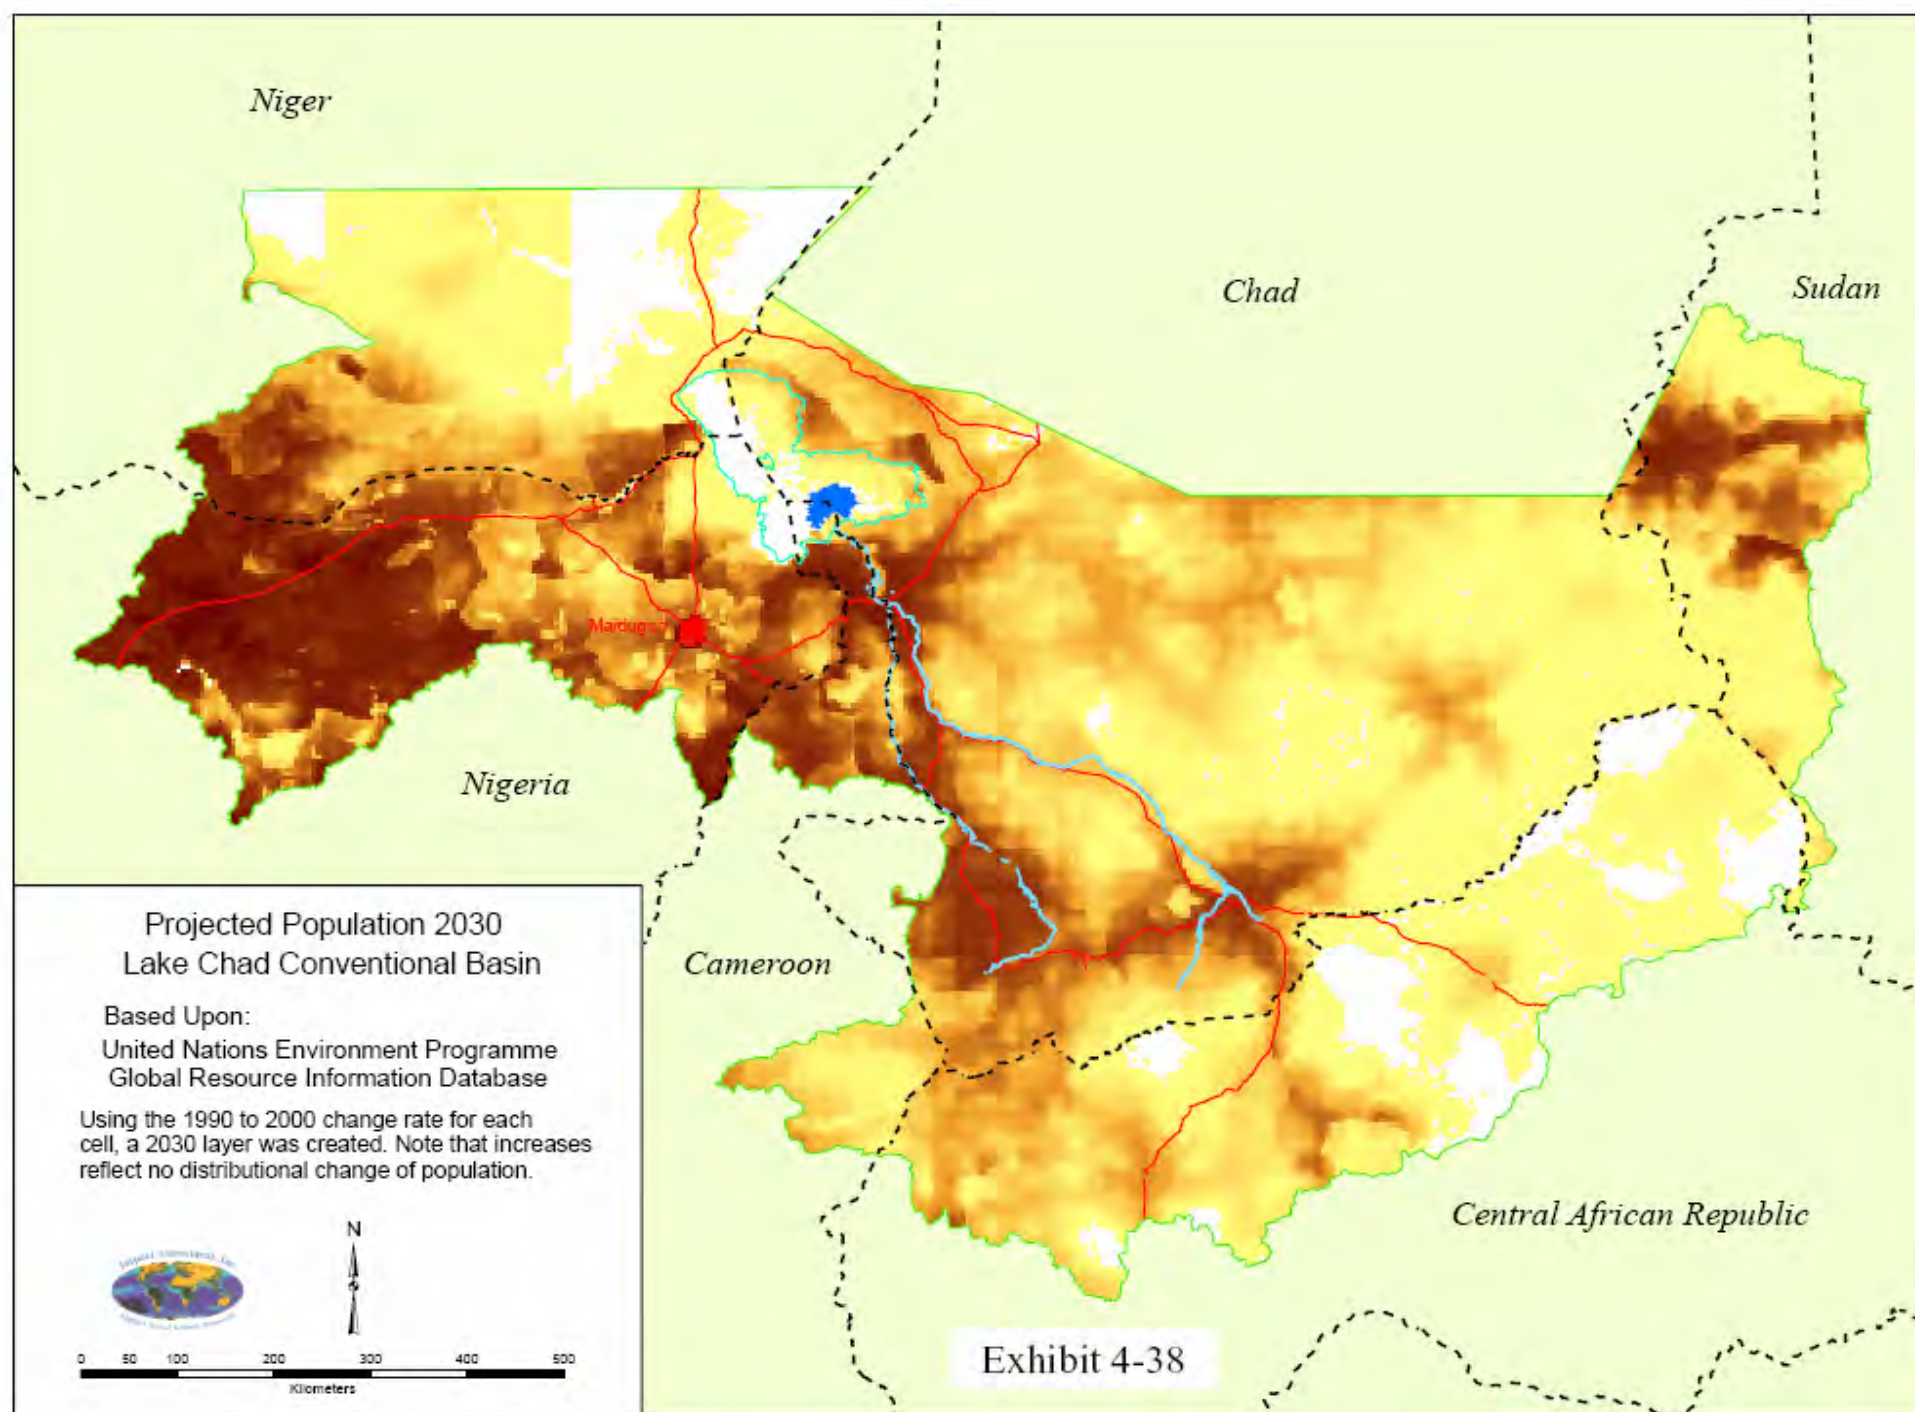 Niger
Chad
Sudan
Nigeria
Cameroon
Central African Republic
Projected Population 2030
Lake Chad Conventional Basin
Based Upon:
United Nations Environment Programme
Global Resource Information Database
Using the 1990 to 2000 change rate for each
cell, a 2030 layer was created. Note that increases
reflect no distributional change of population.
N
0 50 100 200 300 400 500
Kilometers
Exhibit 4-38